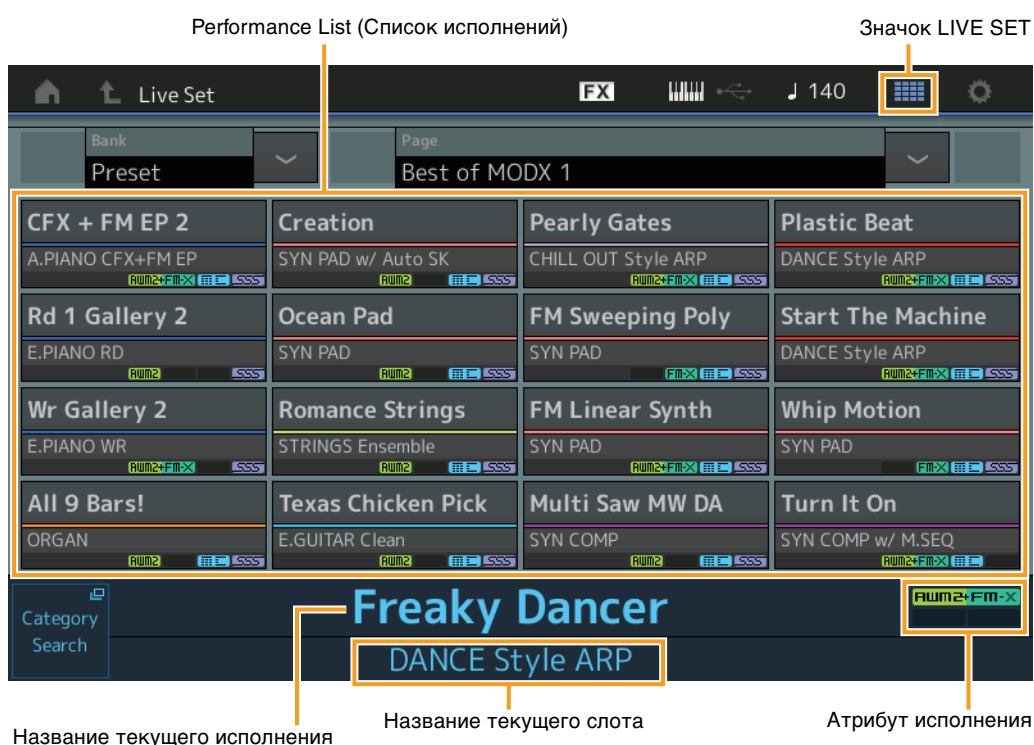 Performance List (Список исполнений)
Значок LIVE SET
Live Set
FX
140
Bank
Preset
Page
Best of MODX 1
CFX + FM EP 2
Creation
Pearly Gates
Plastic Beat
A.PIANO CFX+FM EP
SYN PAD w/ Auto SK
CHILL OUT Style ARP
DANCE Style ARP
AWM2+FM-X SSS
AWM2 SSS
AWM2+FM-X SSS
AWM2+FM-X SSS
Rd 1 Gallery 2
Ocean Pad
FM Sweeping Poly
Start The Machine
E.PIANO RD
SYN PAD
SYN PAD
DANCE Style ARP
AWM2 SSS
AWM2 SSS
FM-X SSS
AWM2+FM-X SSS
Wr Gallery 2
Romance Strings
FM Linear Synth
Whip Motion
E.PIANO WR
STRINGS Ensemble
SYN PAD
SYN PAD
AWM2+FM-X SSS
AWM2 SSS
AWM2+FM-X SSS
FM-X SSS
All 9 Bars!
Texas Chicken Pick
Multi Saw MW DA
Turn It On
ORGAN
E.GUITAR Clean
SYN COMP
SYN COMP w/ M.SEQ
AWM2 SSS
AWM2 SSS
AWM2 SSS
AWM2+FM-X
Category
Search
Freaky Dancer
AWM2+FM-X
DANCE Style ARP
Название текущего исполнения
Название текущего слота
Атрибут исполнения